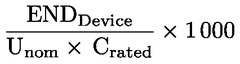 END_Device
U_nom × C_rated × 1 000